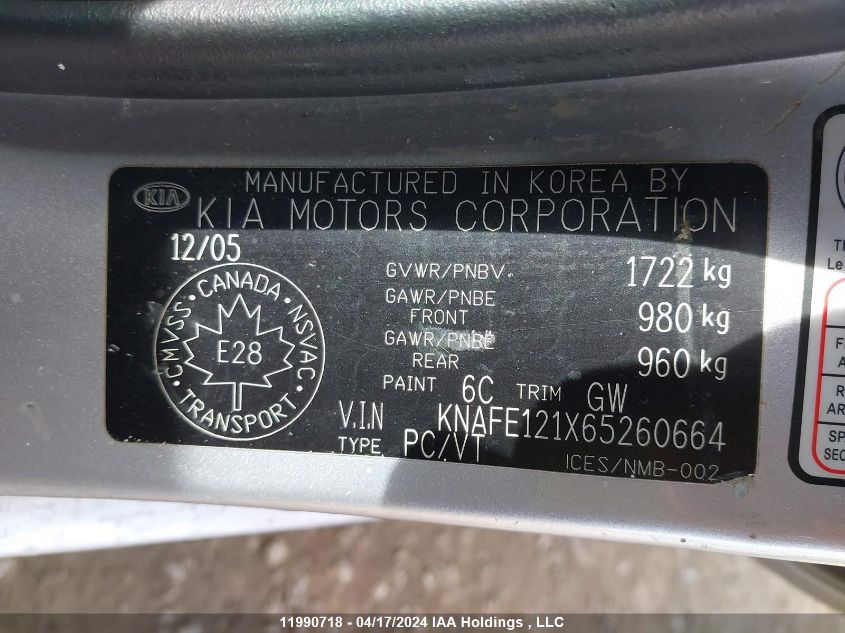 MANUFACTURED IN KOREA BY
KIA
KIA MOTORS CORPORATION
12/05
GVWR/PNBV. 1722 kg
GAWR/PNBE
FRONT 980 kg
GAWR/PNBE
REAR 960 kg
PAINT 6C TRIM GW
CANADA
CMVSS NSVAC
E28
TRANSPORT
V.I.N KNAFE121X65260664
TYPE PC/VT
ICES/NMB-002
Le
11990718 - 04/17/2024 IAA Holdings , LLC